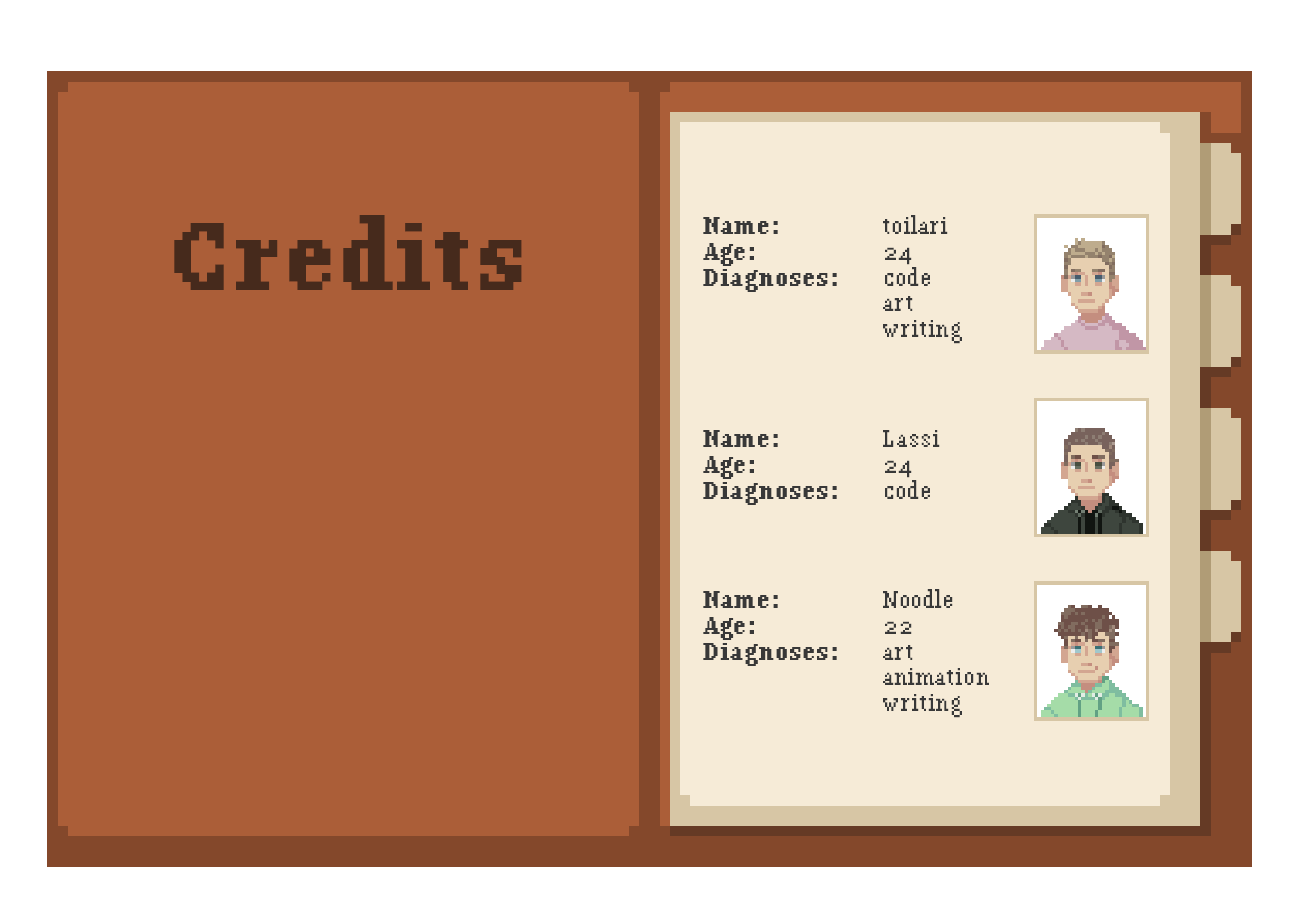 Credits
Name: toilari
Age: 24
Diagnoses: code
art
writing
Name: Lassi
Age: 24
Diagnoses: code
Name: Noodle
Age: 22
Diagnoses: art
animation
writing